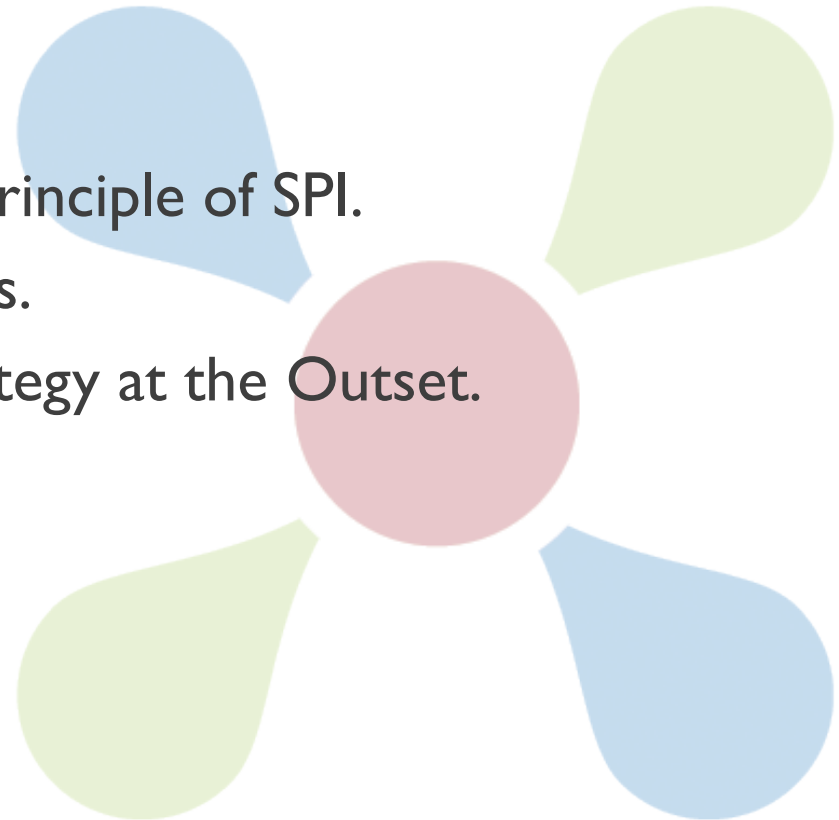 rinciple of SPI.
s.
tegy at the Outset.